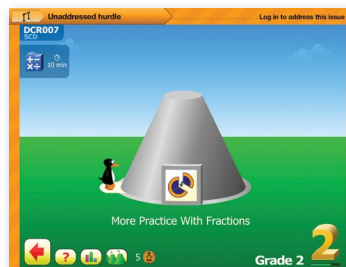 Unaddressed hurdle
Log in to address this issue
DCR007
SCD
10 min
More Practice With Fractions
?
5
Grade 2
2